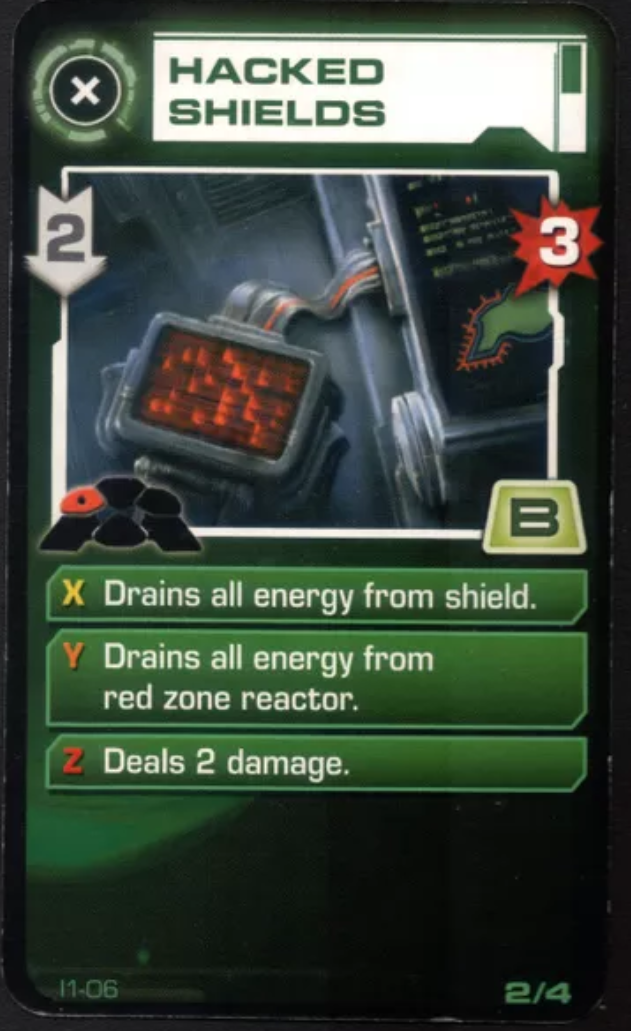 HACKED
SHIELDS
2
3
B
X Drains all energy from shield.
Y Drains all energy from
red zone reactor.
Z Deals 2 damage.
I1-06
2/4